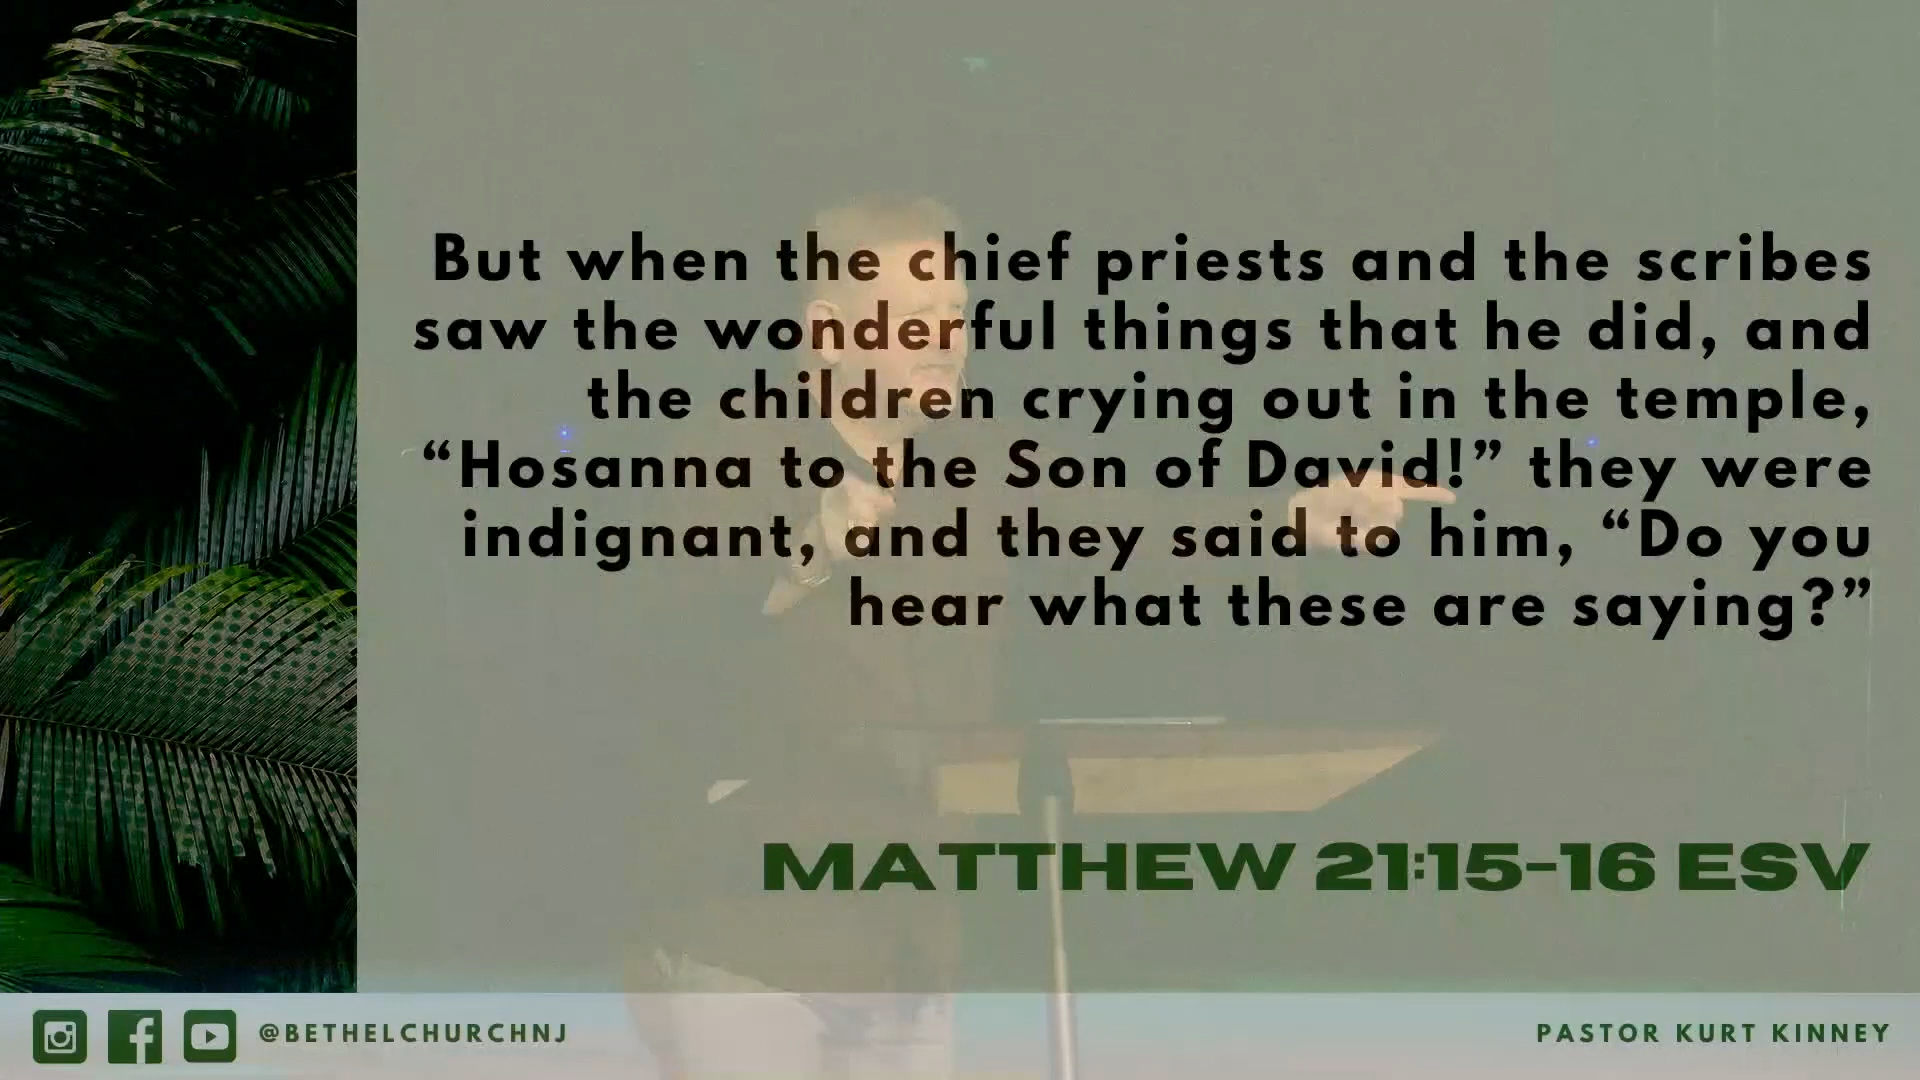 But when the chief priests and the scribes
saw the wonderful things that he did, and
the children crying out in the temple,
“Hosanna to the Son of David!” they were
indignant, and they said to him, “Do you
hear what these are saying?”
MATTHEW 21:15-16 ESV
@BETHELCHURCHNJ
PASTOR KURT KINNEY